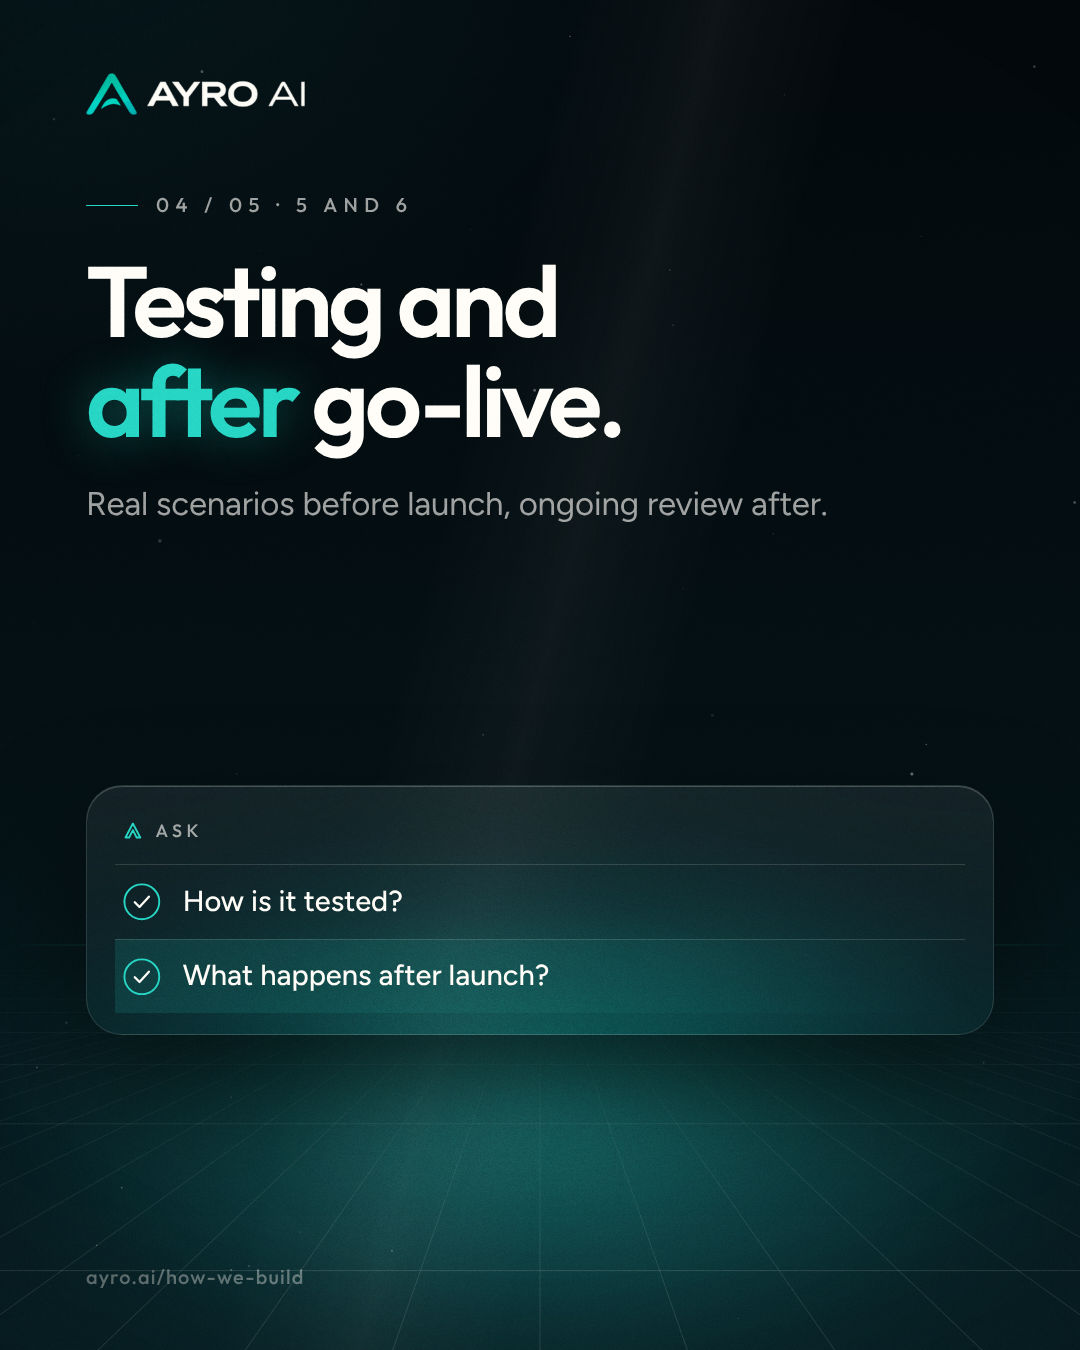 AYRO AI
04 / 05 · 5 AND 6
Testing and
after go-live.
Real scenarios before launch, ongoing review after.
ASK
How is it tested?
What happens after launch?
ayro.ai/how-we-build